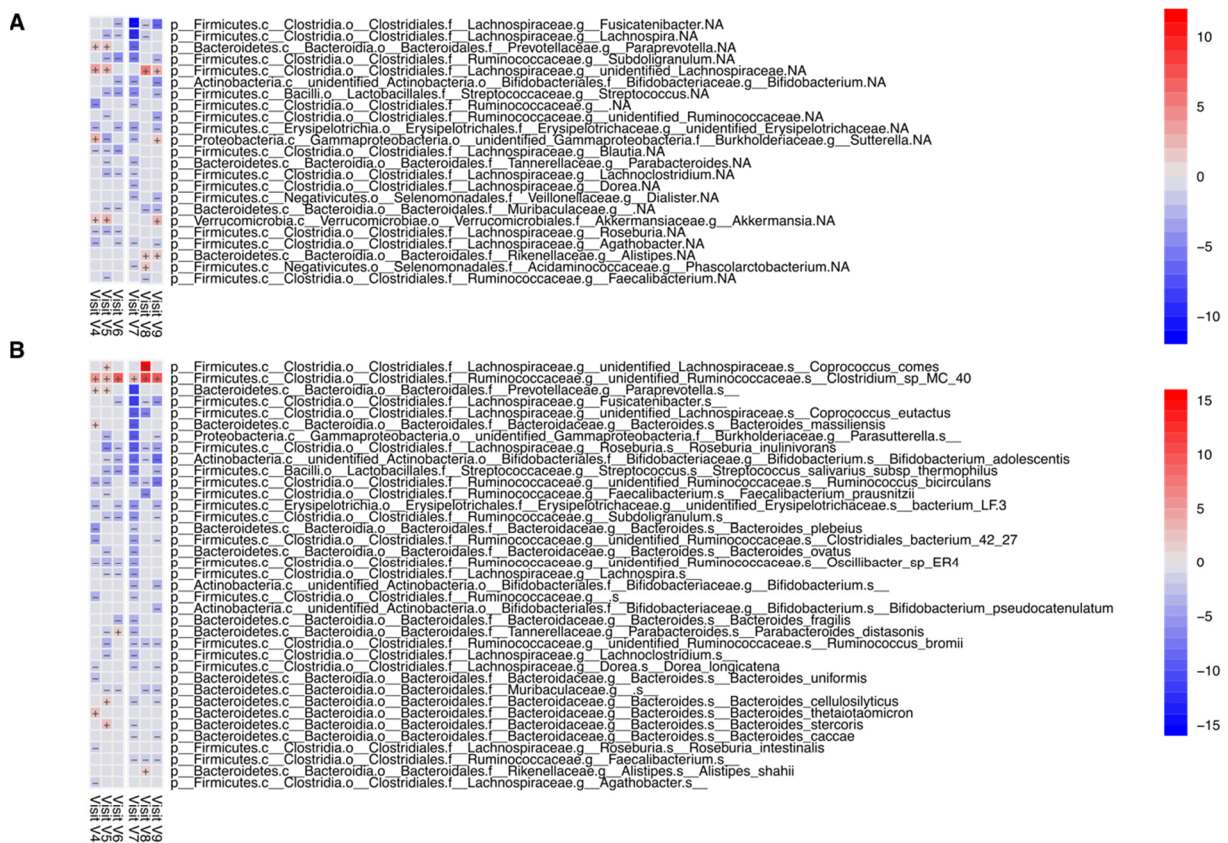 A
p__Firmicutes.c__Clostridia.o__Clostridiales.f__Lachnospiraceae.g__Fusicatenibacter.NA
p__Firmicutes.c__Clostridia.o__Clostridiales.f__Lachnospiraceae.g__Lachnospira.NA
p__Bacteroidetes.c__Bacteroidia.o__Bacteroidales.f__Prevotellaceae.g__Paraprevotella.NA
p__Firmicutes.c__Clostridia.o__Clostridiales.f__Ruminococcaceae.g__Subdoligranulum.NA
p__Firmicutes.c__Clostridia.o__Clostridiales.f__Lachnospiraceae.g__unidentified_Lachnospiraceae.NA
p__Actinobacteria.c__unidentified_Actinobacteria.o__Bifidobacteriales.f__Bifidobacteriaceae.g__Bifidobacterium.NA
p__Firmicutes.c__Bacilli.o__Lactobacillales.f__Streptococcaceae.g__Streptococcus.NA
p__Firmicutes.c__Clostridia.o__Clostridiales.f__Ruminococcaceae.g__.NA
p__Firmicutes.c__Clostridia.o__Clostridiales.f__Ruminococcaceae.g__unidentified_Ruminococcaceae.NA
p__Firmicutes.c__Erysipelotrichia.o__Erysipelotrichales.f__Erysipelotrichaceae.g__unidentified_Erysipelotrichaceae.NA
p__Proteobacteria.c__Gammaproteobacteria.o__unidentified_Gammaproteobacteria.f__Burkholderiaceae.g__Sutterella.NA
p__Firmicutes.c__Clostridia.o__Clostridiales.f__Lachnospiraceae.g__Blautia.NA
p__Bacteroidetes.c__Bacteroidia.o__Bacteroidales.f__Tannerellaceae.g__Parabacteroides.NA
p__Firmicutes.c__Clostridia.o__Clostridiales.f__Lachnospiraceae.g__Lachnoclostridium.NA
p__Firmicutes.c__Clostridia.o__Clostridiales.f__Lachnospiraceae.g__Dorea.NA
p__Firmicutes.c__Negativicutes.o__Selenomonadales.f__Veillonellaceae.g__Dialister.NA
p__Bacteroidetes.c__Bacteroidia.o__Bacteroidales.f__Muribaculaceae.g__.NA
p__Verrucomicrobia.c__Verrucomicrobiae.o__Verrucomicrobiales.f__Akkermansiaceae.g__Akkermansia.NA
p__Firmicutes.c__Clostridia.o__Clostridiales.f__Lachnospiraceae.g__Roseburia.NA
p__Firmicutes.c__Clostridia.o__Clostridiales.f__Lachnospiraceae.g__Agathobacter.NA
p__Bacteroidetes.c__Bacteroidia.o__Bacteroidales.f__Rikenellaceae.g__Alistipes.NA
p__Firmicutes.c__Negativicutes.o__Selenomonadales.f__Acidaminococcaceae.g__Phascolarctobacterium.NA
p__Firmicutes.c__Clostridia.o__Clostridiales.f__Ruminococcaceae.g__Faecalibacterium.NA
Visit V4
Visit V5
Visit V6
Visit V7
Visit V8
Visit V9
10
5
0
−5
−10
B
p__Firmicutes.c__Clostridia.o__Clostridiales.f__Lachnospiraceae.g__unidentified_Lachnospiraceae.s__Coprococcus_comes
p__Firmicutes.c__Clostridia.o__Clostridiales.f__Ruminococcaceae.g__unidentified_Ruminococcaceae.s__Clostridium_sp_MC_40
p__Bacteroidetes.c__Bacteroidia.o__Bacteroidales.f__Prevotellaceae.g__Paraprevotella.s__
p__Firmicutes.c__Clostridia.o__Clostridiales.f__Lachnospiraceae.g__Fusicatenibacter.s__
p__Firmicutes.c__Clostridia.o__Clostridiales.f__Lachnospiraceae.g__unidentified_Lachnospiraceae.s__Coprococcus_eutactus
p__Bacteroidetes.c__Bacteroidia.o__Bacteroidales.f__Bacteroidaceae.g__Bacteroides.s__Bacteroides_massiliensis
p__Proteobacteria.c__Gammaproteobacteria.o__unidentified_Gammaproteobacteria.f__Burkholderiaceae.g__Parasutterella.s__
p__Firmicutes.c__Clostridia.o__Clostridiales.f__Lachnospiraceae.g__Roseburia.s__Roseburia_inulinivorans
p__Actinobacteria.c__unidentified_Actinobacteria.o__Bifidobacteriales.f__Bifidobacteriaceae.g__Bifidobacterium.s__Bifidobacterium_adolescentis
p__Firmicutes.c__Bacilli.o__Lactobacillales.f__Streptococcaceae.g__Streptococcus.s__Streptococcus_salivarius_subsp_thermophilus
p__Firmicutes.c__Clostridia.o__Clostridiales.f__Ruminococcaceae.g__unidentified_Ruminococcaceae.s__Ruminococcus_bicirculans
p__Firmicutes.c__Clostridia.o__Clostridiales.f__Ruminococcaceae.g__Faecalibacterium.s__Faecalibacterium_prausnitzii
p__Firmicutes.c__Erysipelotrichia.o__Erysipelotrichales.f__Erysipelotrichaceae.g__unidentified_Erysipelotrichaceae.s__bacterium_LF.3
p__Firmicutes.c__Clostridia.o__Clostridiales.f__Ruminococcaceae.g__Subdoligranulum.s__
p__Bacteroidetes.c__Bacteroidia.o__Bacteroidales.f__Bacteroidaceae.g__Bacteroides.s__Bacteroides_plebeius
p__Firmicutes.c__Clostridia.o__Clostridiales.f__Ruminococcaceae.g__unidentified_Ruminococcaceae.s__Clostridiales_bacterium_42_27
p__Bacteroidetes.c__Bacteroidia.o__Bacteroidales.f__Bacteroidaceae.g__Bacteroides.s__Bacteroides_ovatus
p__Firmicutes.c__Clostridia.o__Clostridiales.f__Ruminococcaceae.g__unidentified_Ruminococcaceae.s__Oscillibacter_sp_ER4
p__Firmicutes.c__Clostridia.o__Clostridiales.f__Lachnospiraceae.g__Lachnospira.s__
p__Actinobacteria.c__unidentified_Actinobacteria.o__Bifidobacteriales.f__Bifidobacteriaceae.g__Bifidobacterium.s__
p__Firmicutes.c__Clostridia.o__Clostridiales.f__Ruminococcaceae.g__.s__
p__Actinobacteria.c__unidentified_Actinobacteria.o__Bifidobacteriales.f__Bifidobacteriaceae.g__Bifidobacterium.s__Bifidobacterium_pseudocatenulatum
p__Bacteroidetes.c__Bacteroidia.o__Bacteroidales.f__Bacteroidaceae.g__Bacteroides.s__Bacteroides_fragilis
p__Bacteroidetes.c__Bacteroidia.o__Bacteroidales.f__Tannerellaceae.g__Parabacteroides.s__Parabacteroides_distasonis
p__Firmicutes.c__Clostridia.o__Clostridiales.f__Ruminococcaceae.g__unidentified_Ruminococcaceae.s__Ruminococcus_bromii
p__Firmicutes.c__Clostridia.o__Clostridiales.f__Lachnospiraceae.g__Lachnoclostridium.s__
p__Firmicutes.c__Clostridia.o__Clostridiales.f__Lachnospiraceae.g__Dorea.s__Dorea_longicatena
p__Bacteroidetes.c__Bacteroidia.o__Bacteroidales.f__Bacteroidaceae.g__Bacteroides.s__Bacteroides_uniformis
p__Bacteroidetes.c__Bacteroidia.o__Bacteroidales.f__Muribaculaceae.g__.s__
p__Bacteroidetes.c__Bacteroidia.o__Bacteroidales.f__Bacteroidaceae.g__Bacteroides.s__Bacteroides_cellulosilyticus
p__Bacteroidetes.c__Bacteroidia.o__Bacteroidales.f__Bacteroidaceae.g__Bacteroides.s__Bacteroides_thetaiotaomicron
p__Bacteroidetes.c__Bacteroidia.o__Bacteroidales.f__Bacteroidaceae.g__Bacteroides.s__Bacteroides_stercoris
p__Bacteroidetes.c__Bacteroidia.o__Bacteroidales.f__Bacteroidaceae.g__Bacteroides.s__Bacteroides_caccae
p__Firmicutes.c__Clostridia.o__Clostridiales.f__Lachnospiraceae.g__Roseburia.s__Roseburia_intestinalis
p__Firmicutes.c__Clostridia.o__Clostridiales.f__Ruminococcaceae.g__Faecalibacterium.s__
p__Bacteroidetes.c__Bacteroidia.o__Bacteroidales.f__Rikenellaceae.g__Alistipes.s__Alistipes_shahii
p__Firmicutes.c__Clostridia.o__Clostridiales.f__Lachnospiraceae.g__Agathobacter.s__
Visit V4
Visit V5
Visit V6
Visit V7
Visit V8
Visit V9
15
10
5
0
−5
−10
−15